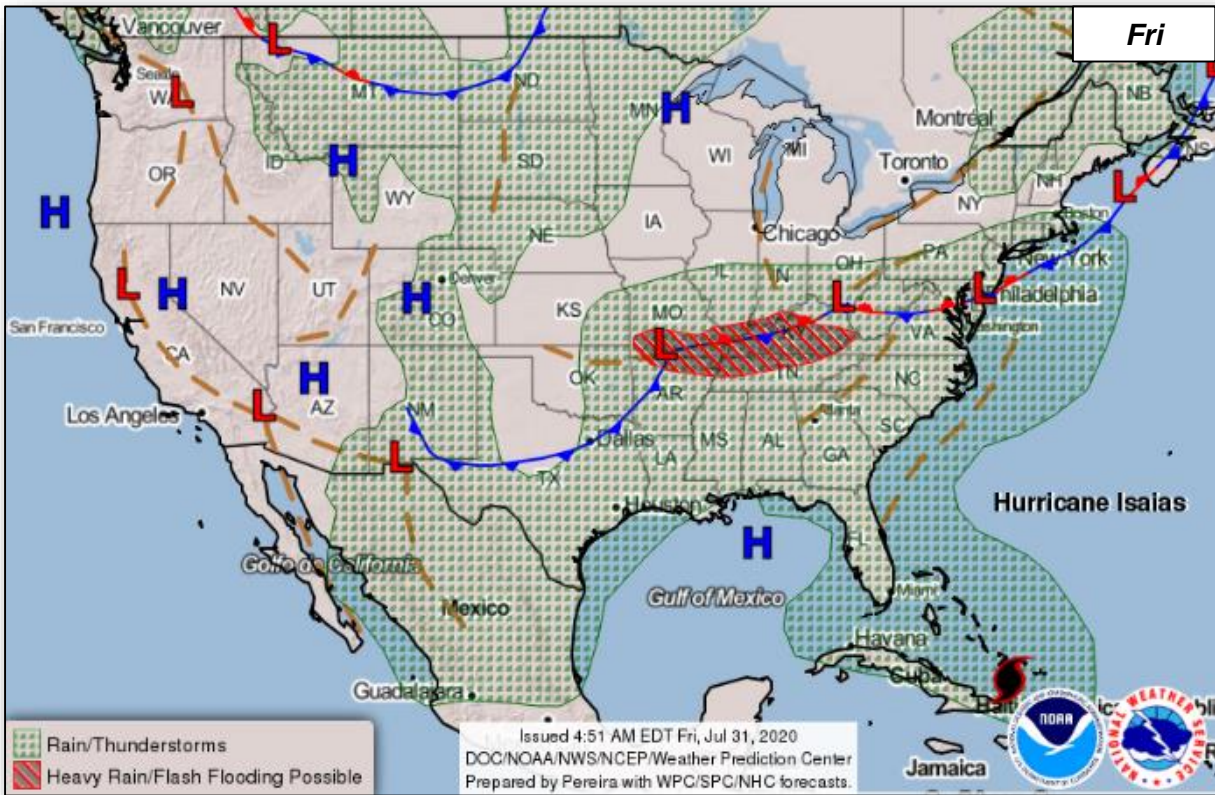 Fri
Vancouver
Seattle
WA
L
L
MT
ND
MN
H
Montréal
NB
NS
OR
ID
H
WY
SD
WI
MI
Toronto
NH
NY
L
Boston
H
IA
NE
Chicago
PA
New York
L
H
NV
UT
Denver
H
CO
KS
MO
IL
IN
OH
L
L
Philadelphia
Washington
VA
San Francisco
CA
L
OK
TN
NC
H
AZ
NM
AR
Los Angeles
L
L
Dallas
MS
AL
Atlanta
SC
GA
LA
TX
Houston
Hurricane Isaias
H
FL
Golfo de California
Mexico
Gulf of Mexico
Miami
Havana
Cuba
Guadalajara
Jamaica
NOAA
NATIONAL WEATHER SERVICE
Rain/Thunderstorms
Heavy Rain/Flash Flooding Possible
Issued 4:51 AM EDT Fri, Jul 31, 2020
DOC/NOAA/NWS/NCEP/Weather Prediction Center
Prepared by Pereira with WPC/SPC/NHC forecasts.